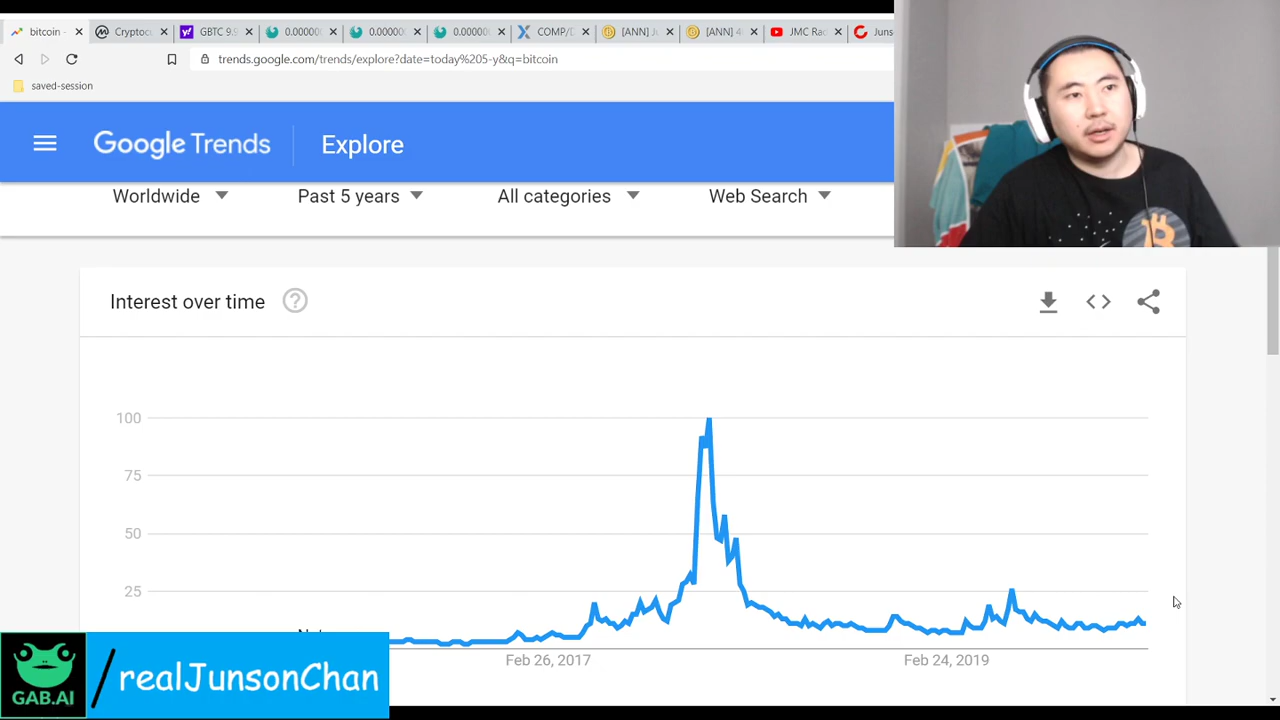 bitcoin -
Cryptoc
GBTC 9.
0.00000
0.00000
0.00000
COMP/
[ANN] J
[ANN] 4
JMC Ra
Juns
trends.google.com/trends/explore?date=today%205-y&q=bitcoin
saved-session
Google Trends
Explore
Worldwide
Past 5 years
All categories
Web Search
Interest over time
?
100
75
50
25
Feb 26, 2017
Feb 24, 2019
GAB.AI
/realJunsonChan